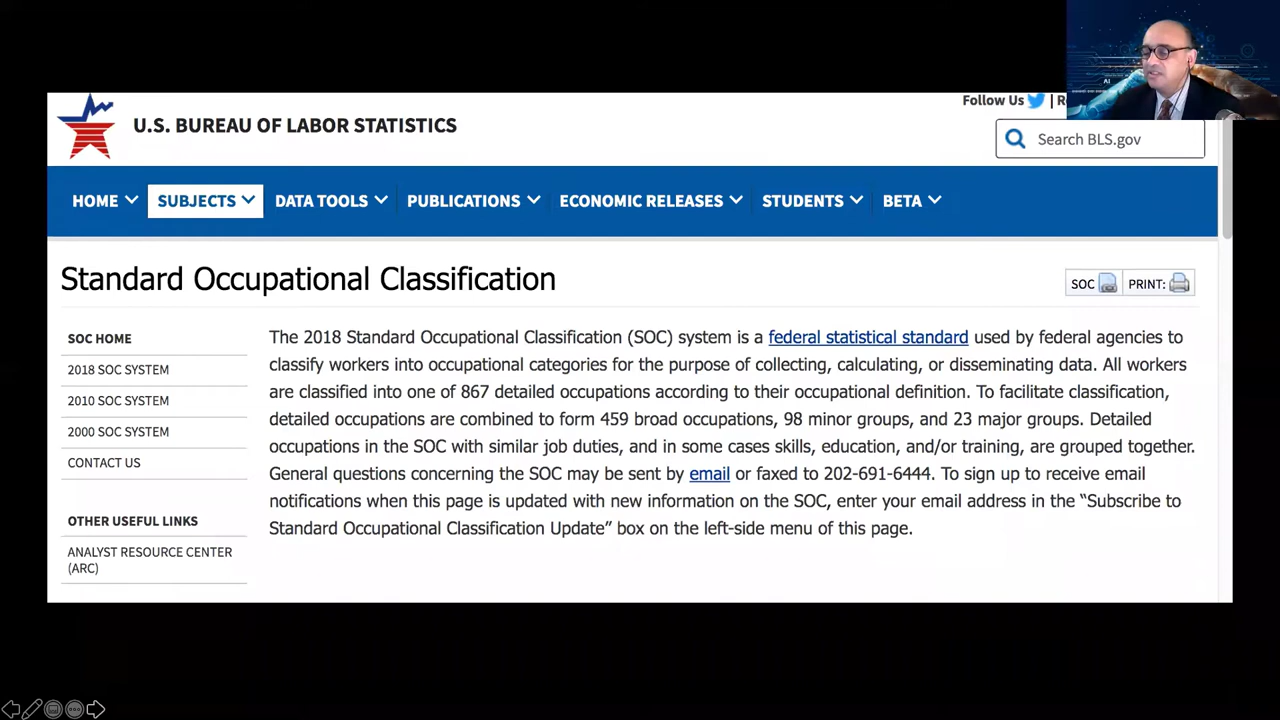 Follow Us
U.S. BUREAU OF LABOR STATISTICS
Search BLS.gov
HOME SUBJECTS DATA TOOLS PUBLICATIONS ECONOMIC RELEASES STUDENTS BETA
Standard Occupational Classification
SOC PRINT:
SOC HOME
2018 SOC SYSTEM
2010 SOC SYSTEM
2000 SOC SYSTEM
CONTACT US
OTHER USEFUL LINKS
ANALYST RESOURCE CENTER
(ARC)
The 2018 Standard Occupational Classification (SOC) system is a federal statistical standard used by federal agencies to
classify workers into occupational categories for the purpose of collecting, calculating, or disseminating data. All workers
are classified into one of 867 detailed occupations according to their occupational definition. To facilitate classification,
detailed occupations are combined to form 459 broad occupations, 98 minor groups, and 23 major groups. Detailed
occupations in the SOC with similar job duties, and in some cases skills, education, and/or training, are grouped together.
General questions concerning the SOC may be sent by email or faxed to 202-691-6444. To sign up to receive email
notifications when this page is updated with new information on the SOC, enter your email address in the “Subscribe to
Standard Occupational Classification Update” box on the left-side menu of this page.